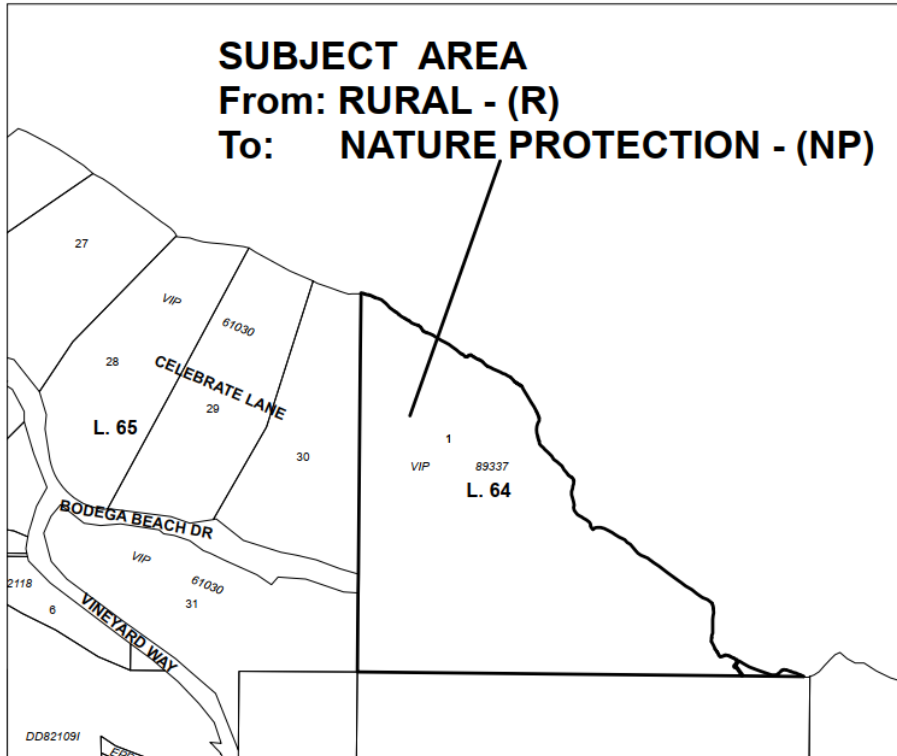 SUBJECT AREA
From: RURAL - (R)
To: NATURE PROTECTION - (NP)
27
VIP
61030
28
CELEBRATE LANE
29
L. 65
30
1
VIP 89337
L. 64
BODEGA BEACH DR
VIP
61030
31
2118
6
VINEYARD WAY
DD82109I